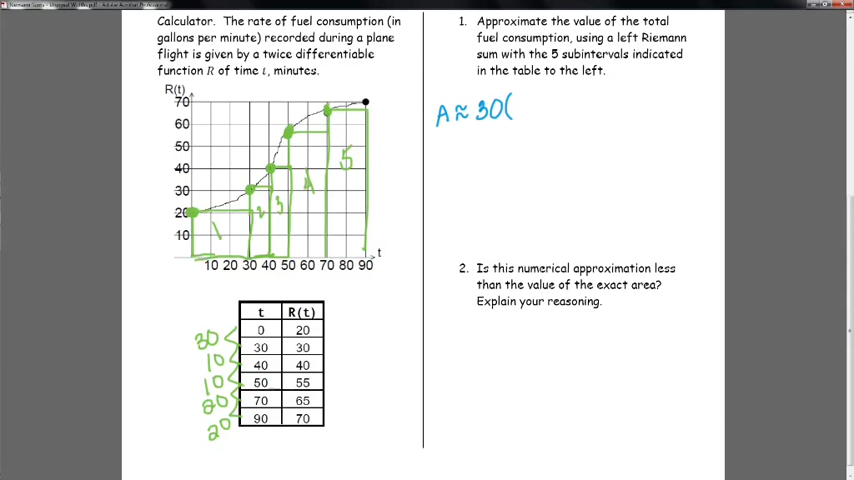 Calculator. The rate of fuel consumption (in
gallons per minute) recorded during a plane
flight is given by a twice differentiable
function R of time t, minutes.
R(t)
70
60
50
40
30
20
10
1
2
3
4
5
t
10 20 30 40 50 60 70 80 90
t R(t)
0 20
30 30
40 40
50 55
70 65
90 70
30
10
10
20
20
1. Approximate the value of the total
fuel consumption, using a left Riemann
sum with the 5 subintervals indicated
in the table to the left.
A ≈ 30(
2. Is this numerical approximation less
than the value of the exact area?
Explain your reasoning.